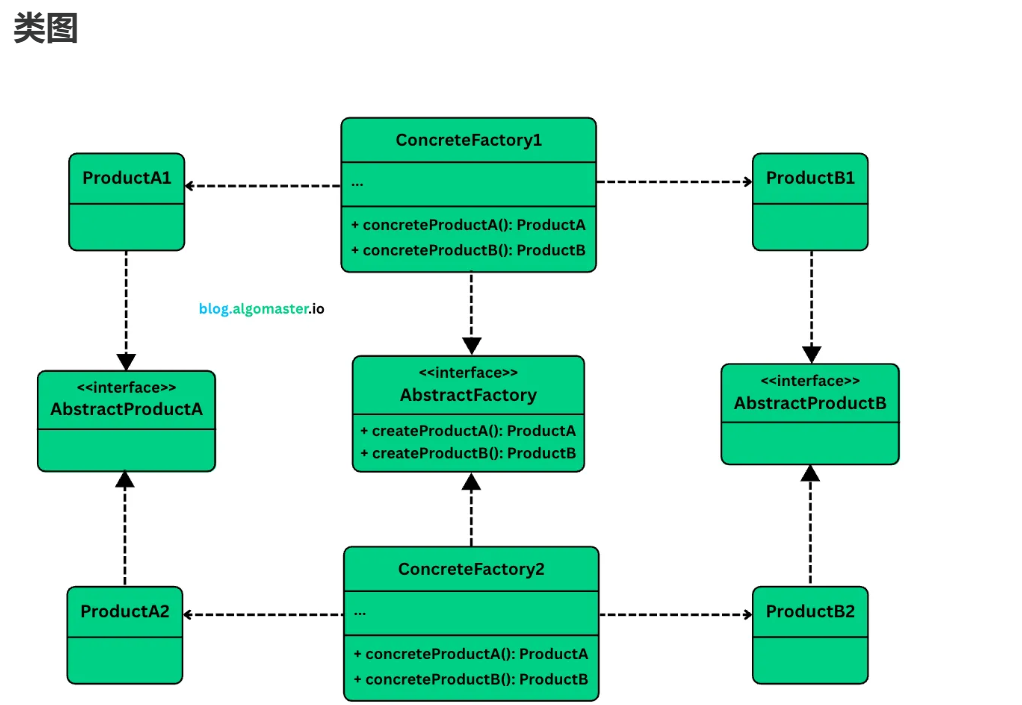 类图
ConcreteFactory1
ProductA1
ProductB1
...
+ concreteProductA(): ProductA
+ concreteProductB(): ProductB
blog.algomaster.io
<<interface>>
AbstractProductA
<<interface>>
AbstractFactory
+ createProductA(): ProductA
+ createProductB(): ProductB
<<interface>>
AbstractProductB
ConcreteFactory2
ProductA2
ProductB2
...
+ concreteProductA(): ProductA
+ concreteProductB(): ProductB